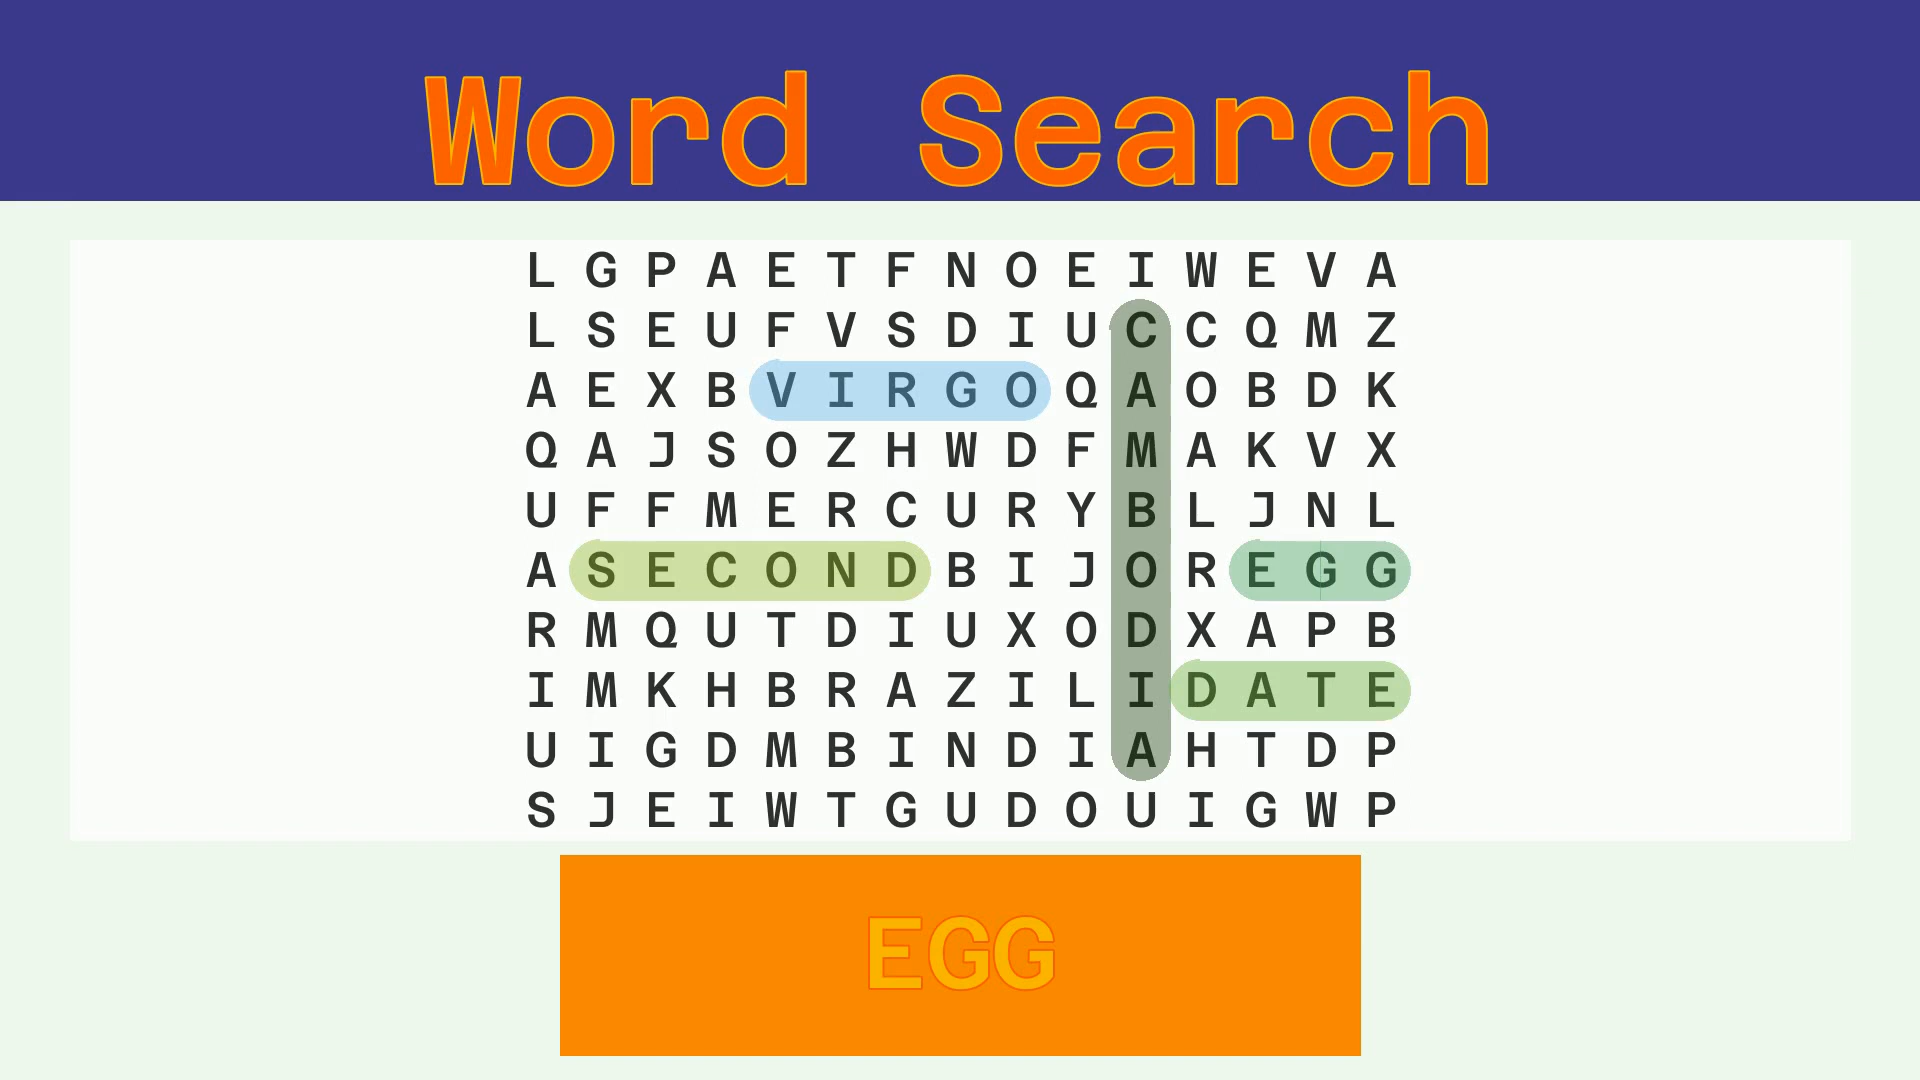 Word Search
L G P A E T F N O E I W E V A
L S E U F V S D I U C C Q M Z
A E X B V I R G O Q A O B D K
Q A J S O Z H W D F M A K V X
U F F M E R C U R Y B L J N L
A S E C O N D B I J O R E G G
R M Q U T D I U X O D X A P B
I M K H B R A Z I L I D A T E
U I G D M B I N D I A H T D P
S J E I W T G U D O U I G W P
EGG